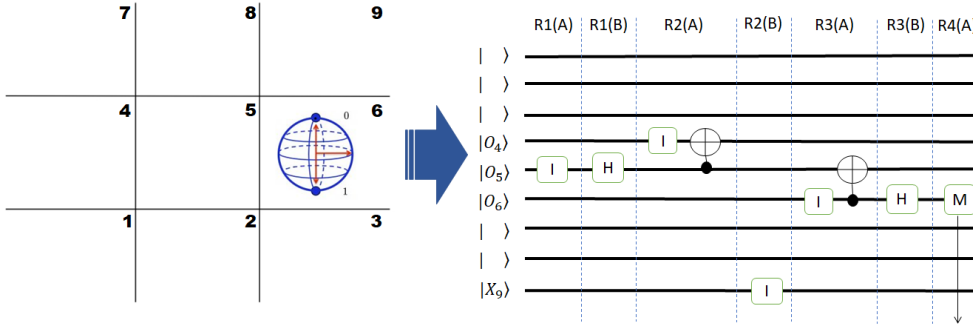 7 8 9
4 5 6
0
1
1 2 3
R1(A) R1(B) R2(A) R2(B) R3(A) R3(B) R4(A)
| ⟩
| ⟩
| ⟩
|O₄⟩ I
|O₅⟩ I H
|O₆⟩ I H M
| ⟩
| ⟩
|X₉⟩ I